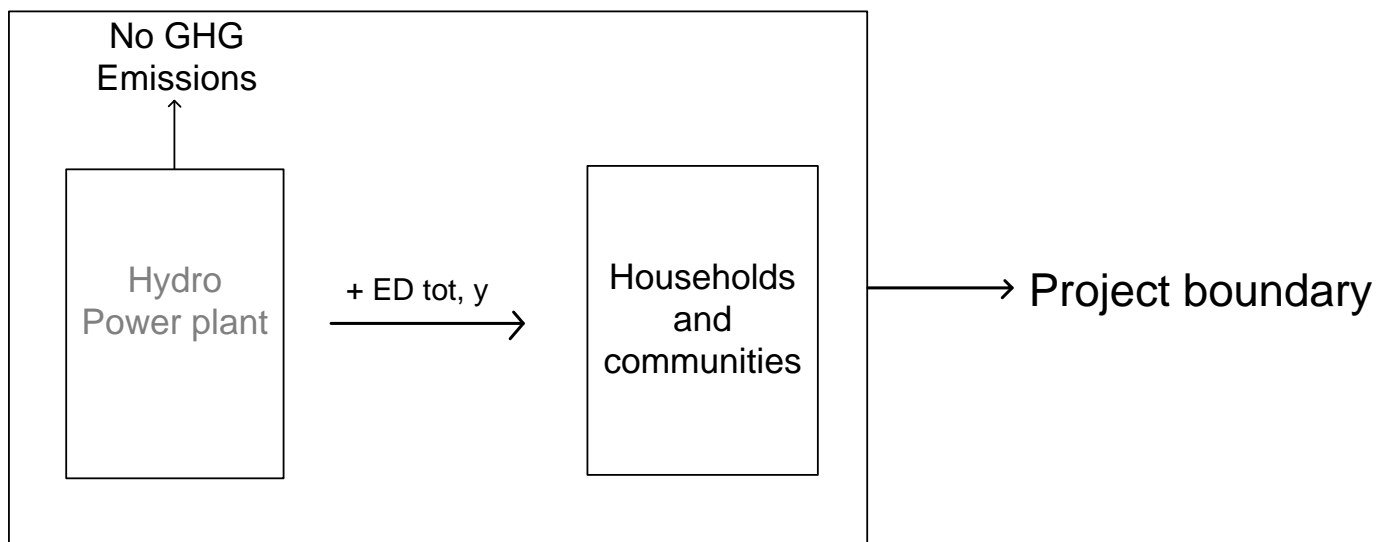 No GHG
Emissions
Hydro
Power plant
+ ED tot, y
Households
and
communities
Project boundary